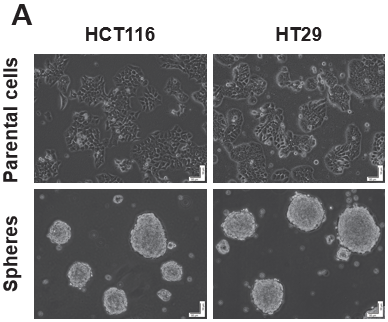 A
HCT116 HT29
Parental cells
Spheres